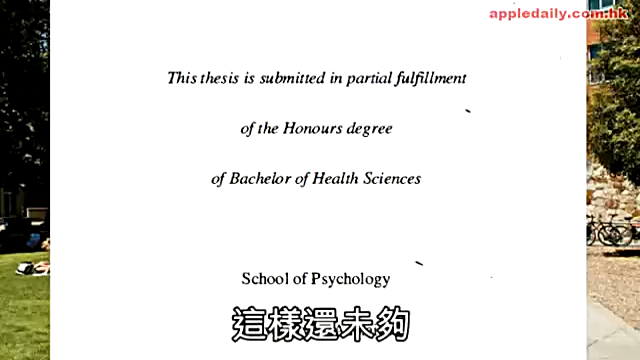 appledaily.com.hk
This thesis is submitted in partial fulfillment
of the Honours degree
of Bachelor of Health Sciences
School of Psychology
這樣還未夠